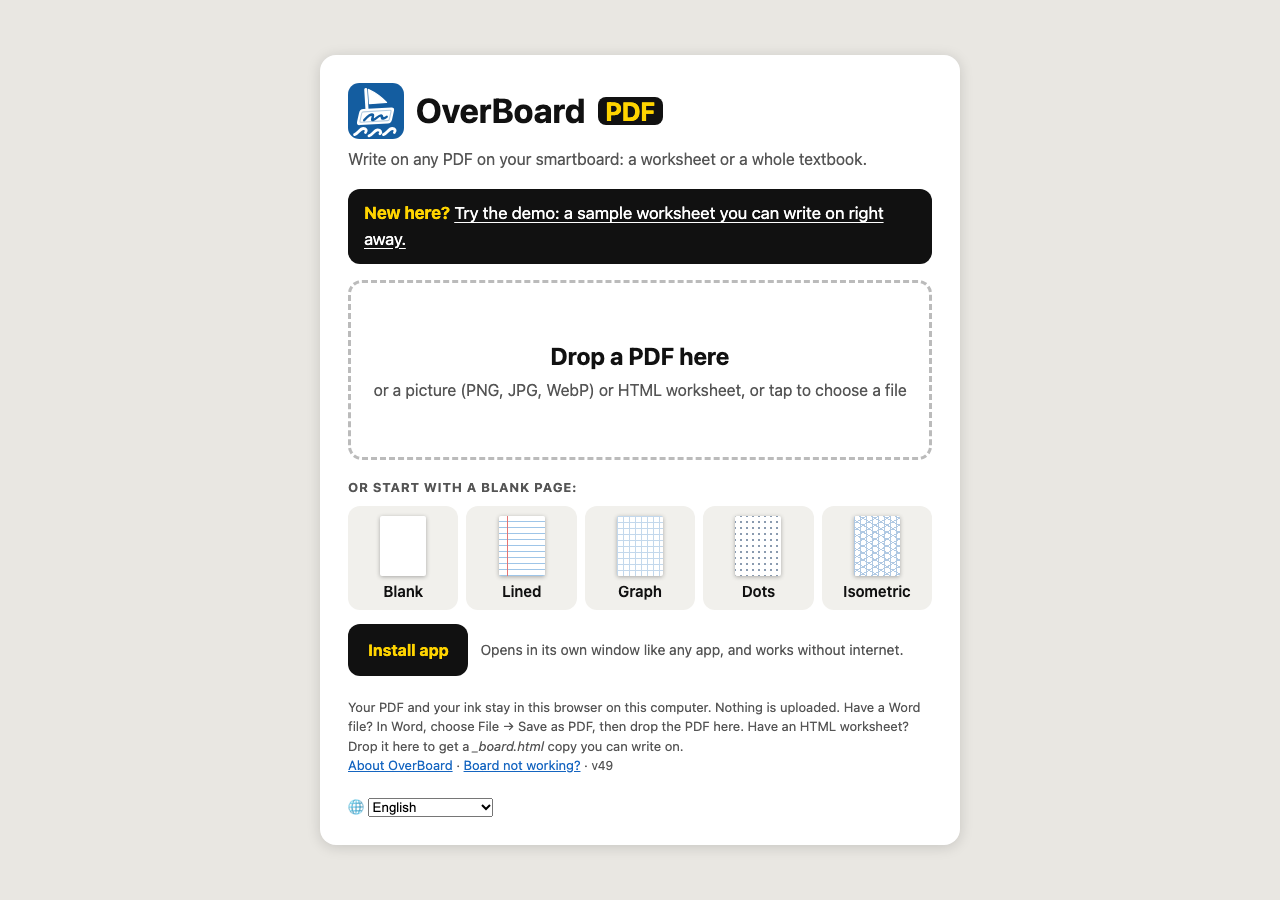 OverBoard PDF
Write on any PDF on your smartboard: a worksheet or a whole textbook.
New here? Try the demo: a sample worksheet you can write on right
away.
Drop a PDF here
or a picture (PNG, JPG, WebP) or HTML worksheet, or tap to choose a file
OR START WITH A BLANK PAGE:
Blank Lined Graph Dots Isometric
Install app Opens in its own window like any app, and works without internet.
Your PDF and your ink stay in this browser on this computer. Nothing is uploaded. Have a Word
file? In Word, choose File → Save as PDF, then drop the PDF here. Have an HTML worksheet?
Drop it here to get a _board.html copy you can write on.
About OverBoard · Board not working? · v49
English